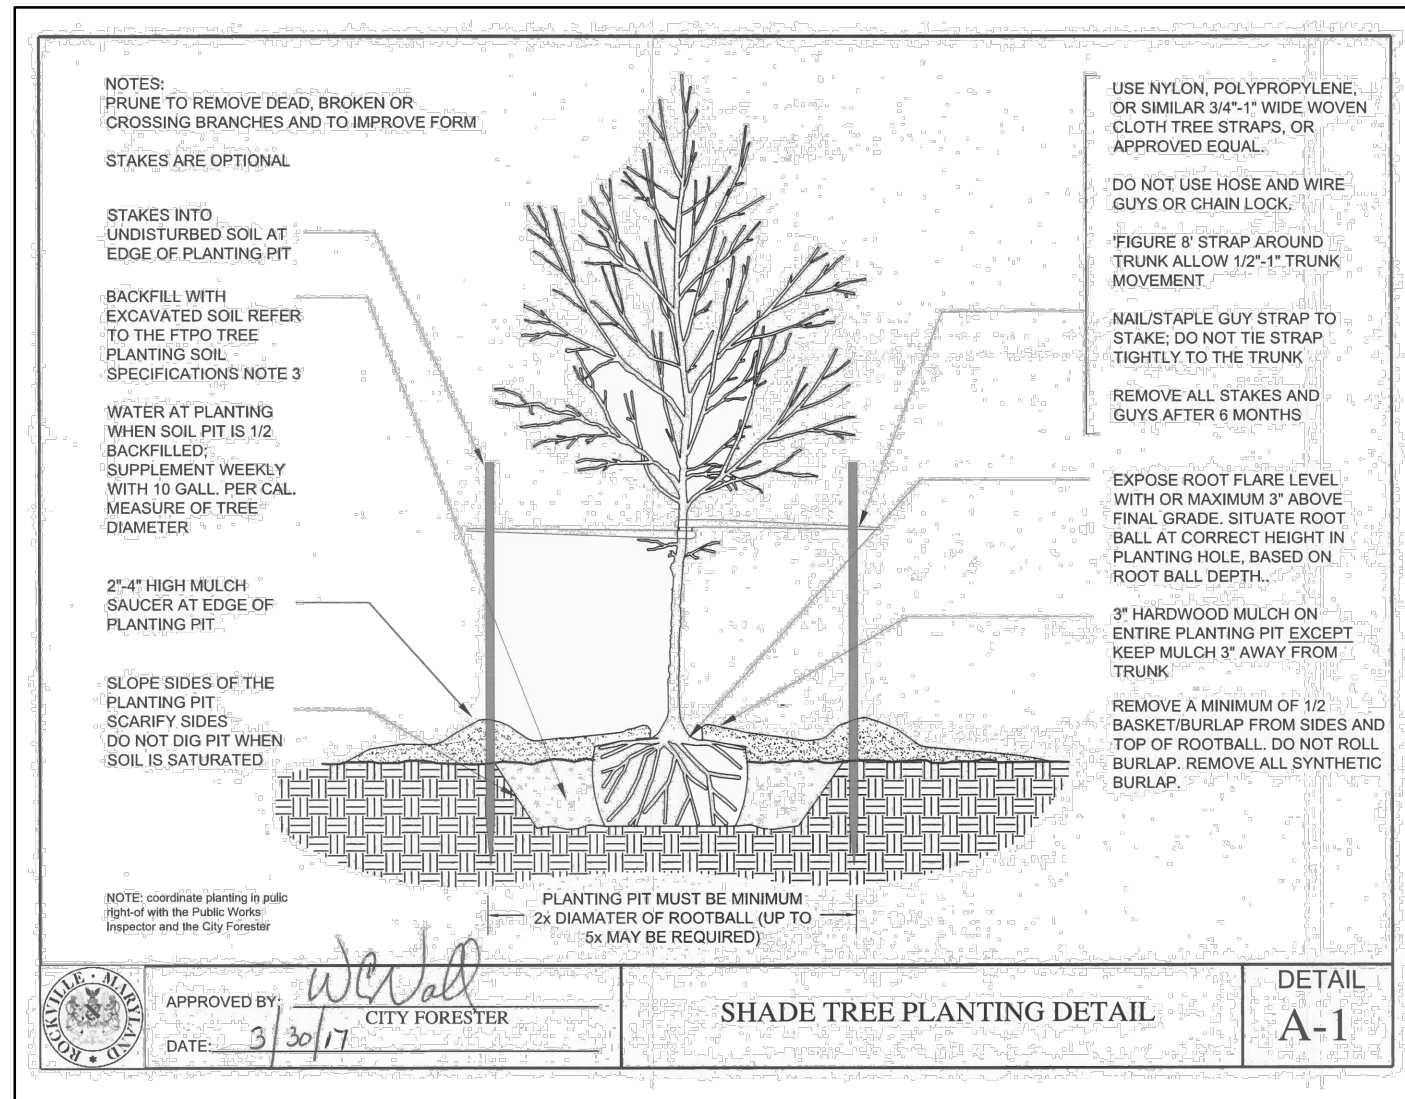 NOTES:
PRUNE TO REMOVE DEAD, BROKEN OR
CROSSING BRANCHES AND TO IMPROVE FORM
STAKES ARE OPTIONAL
STAKES INTO
UNDISTURBED SOIL AT
EDGE OF PLANTING PIT
BACKFILL WITH
EXCAVATED SOIL REFER
TO THE FTPO TREE
PLANTING SOIL
SPECIFICATIONS NOTE 3
WATER AT PLANTING
WHEN SOIL PIT IS 1/2
BACKFILLED;
SUPPLEMENT WEEKLY
WITH 10 GALL. PER CAL.
MEASURE OF TREE
DIAMETER
2"-4" HIGH MULCH
SAUCER AT EDGE OF
PLANTING PIT
SLOPE SIDES OF THE
PLANTING PIT
SCARIFY SIDES
DO NOT DIG PIT WHEN
SOIL IS SATURATED
NOTE: coordinate planting in pulic
right-of with the Public Works
Inspector and the City Forester
USE NYLON, POLYPROPYLENE,
OR SIMILAR 3/4"-1" WIDE WOVEN
CLOTH TREE STRAPS, OR
APPROVED EQUAL.
DO NOT USE HOSE AND WIRE
GUYS OR CHAIN LOCK.
'FIGURE 8' STRAP AROUND
TRUNK ALLOW 1/2"-1" TRUNK
MOVEMENT
NAIL/STAPLE GUY STRAP TO
STAKE; DO NOT TIE STRAP
TIGHTLY TO THE TRUNK
REMOVE ALL STAKES AND
GUYS AFTER 6 MONTHS
EXPOSE ROOT FLARE LEVEL
WITH OR MAXIMUM 3" ABOVE
FINAL GRADE. SITUATE ROOT
BALL AT CORRECT HEIGHT IN
PLANTING HOLE, BASED ON
ROOT BALL DEPTH..
3" HARDWOOD MULCH ON
ENTIRE PLANTING PIT EXCEPT
KEEP MULCH 3" AWAY FROM
TRUNK
REMOVE A MINIMUM OF 1/2
BASKET/BURLAP FROM SIDES AND
TOP OF ROOTBALL. DO NOT ROLL
BURLAP. REMOVE ALL SYNTHETIC
BURLAP.
PLANTING PIT MUST BE MINIMUM
2x DIAMATER OF ROOTBALL (UP TO
5x MAY BE REQUIRED)
ROCKVILLE • MARYLAND
APPROVED BY: WCWall
CITY FORESTER
DATE: 3/30/17
SHADE TREE PLANTING DETAIL
DETAIL
A-1